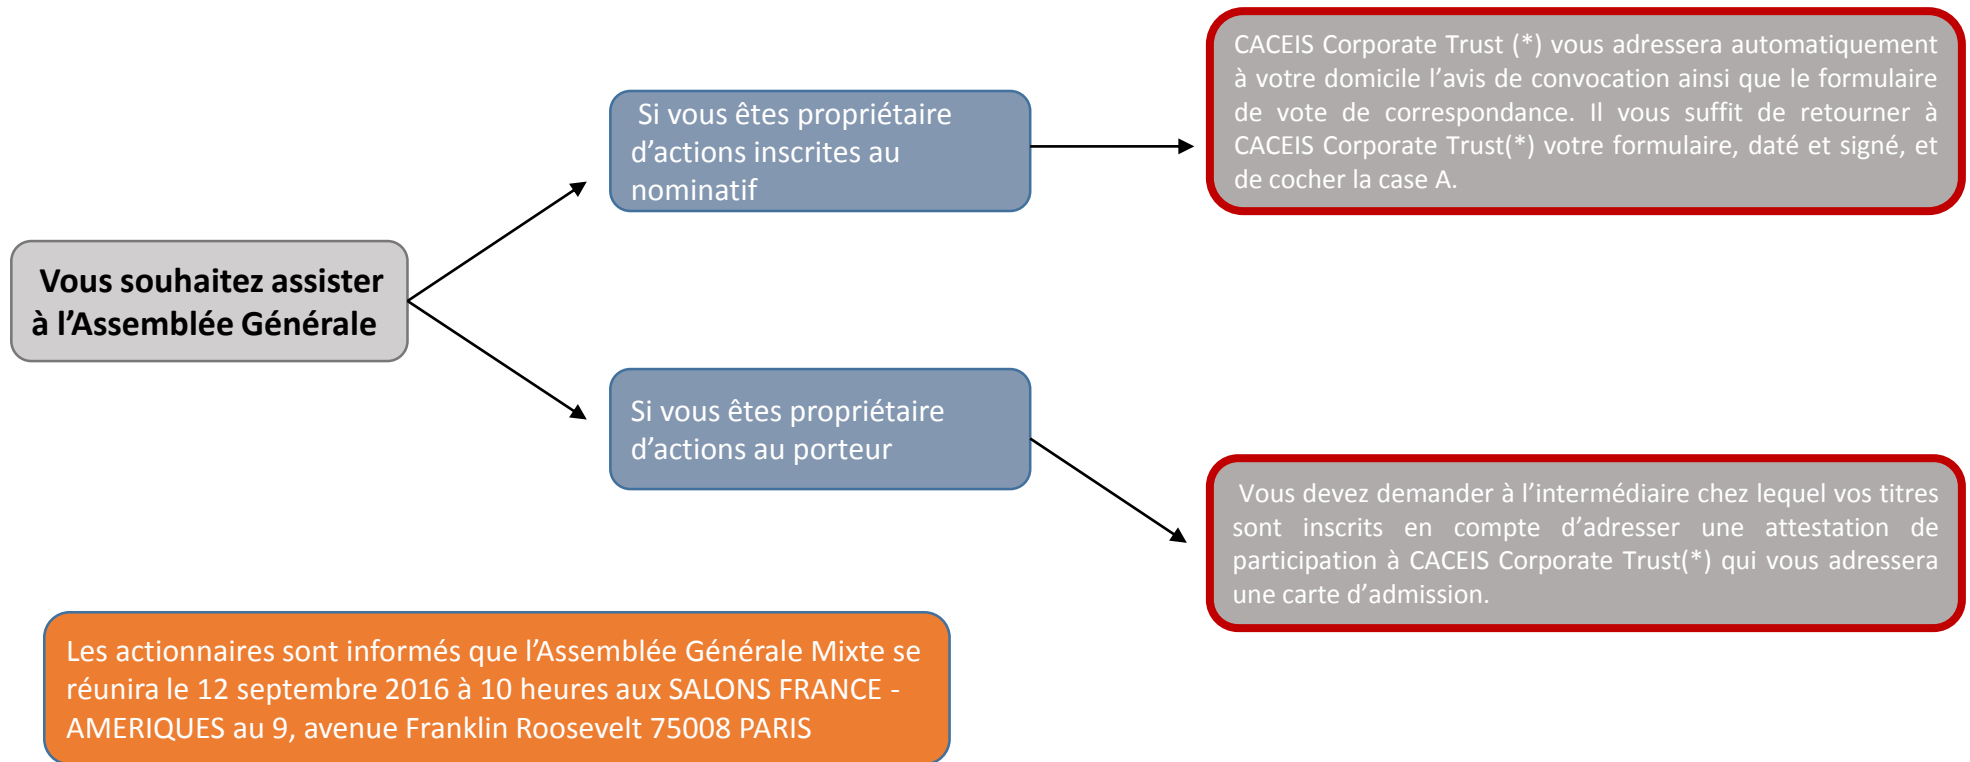 Vous souhaitez assister
à l’Assemblée Générale
Si vous êtes propriétaire
d’actions inscrites au
nominatif
CACEIS Corporate Trust (*) vous adressera automatiquement
à votre domicile l’avis de convocation ainsi que le formulaire
de vote de correspondance. Il vous suffit de retourner à
CACEIS Corporate Trust(*) votre formulaire, daté et signé, et
de cocher la case A.
Si vous êtes propriétaire
d’actions au porteur
Vous devez demander à l’intermédiaire chez lequel vos titres
sont inscrits en compte d’adresser une attestation de
participation à CACEIS Corporate Trust(*) qui vous adressera
une carte d’admission.
Les actionnaires sont informés que l’Assemblée Générale Mixte se
réunira le 12 septembre 2016 à 10 heures aux SALONS FRANCE -
AMERIQUES au 9, avenue Franklin Roosevelt 75008 PARIS